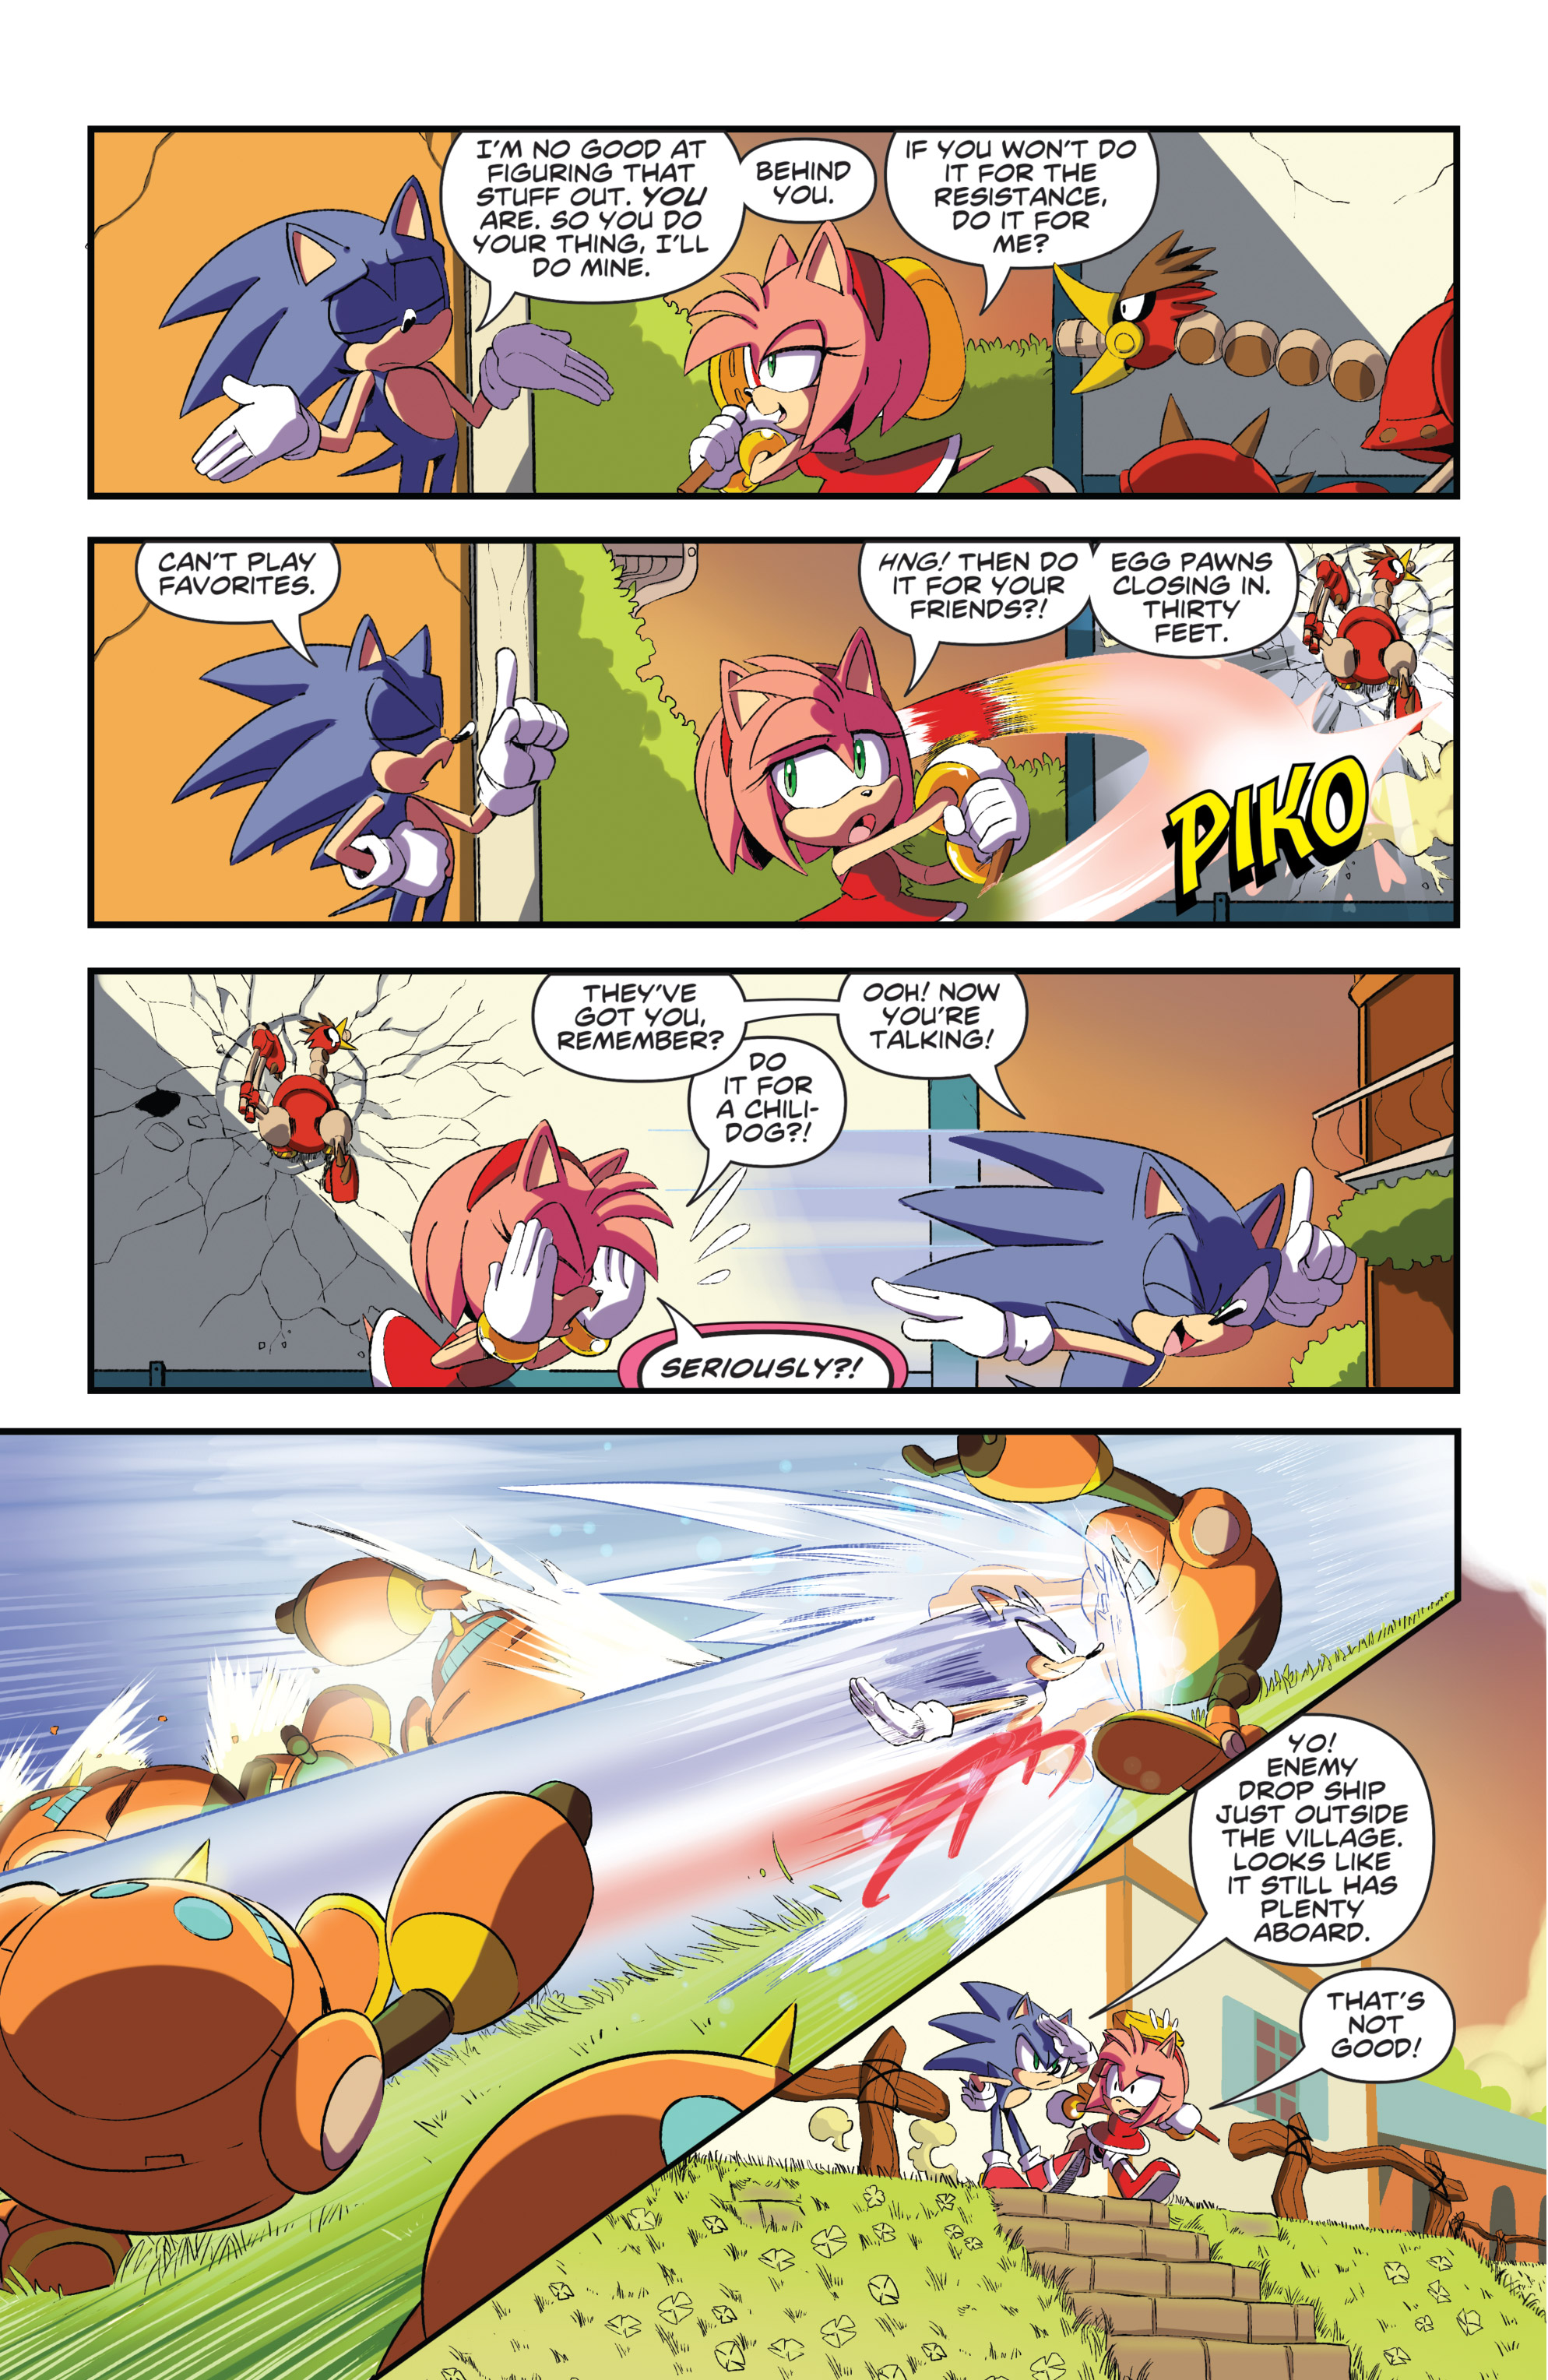 I'M NO GOOD AT
FIGURING THAT
STUFF OUT. YOU
ARE. SO YOU DO
YOUR THING, I'LL
DO MINE.
BEHIND
YOU.
IF YOU WON'T DO
IT FOR THE
RESISTANCE,
DO IT FOR
ME?
CAN'T PLAY
FAVORITES.
HNG! THEN DO
IT FOR YOUR
FRIENDS?!
EGG PAWNS
CLOSING IN.
THIRTY
FEET.
PIKO
THEY'VE
GOT YOU,
REMEMBER?
DO
IT FOR
A CHILI-
DOG?!
OOH! NOW
YOU'RE
TALKING!
SERIOUSLY?!
YO!
ENEMY
DROP SHIP
JUST OUTSIDE
THE VILLAGE.
LOOKS LIKE
IT STILL HAS
PLENTY
ABOARD.
THAT'S
NOT
GOOD!